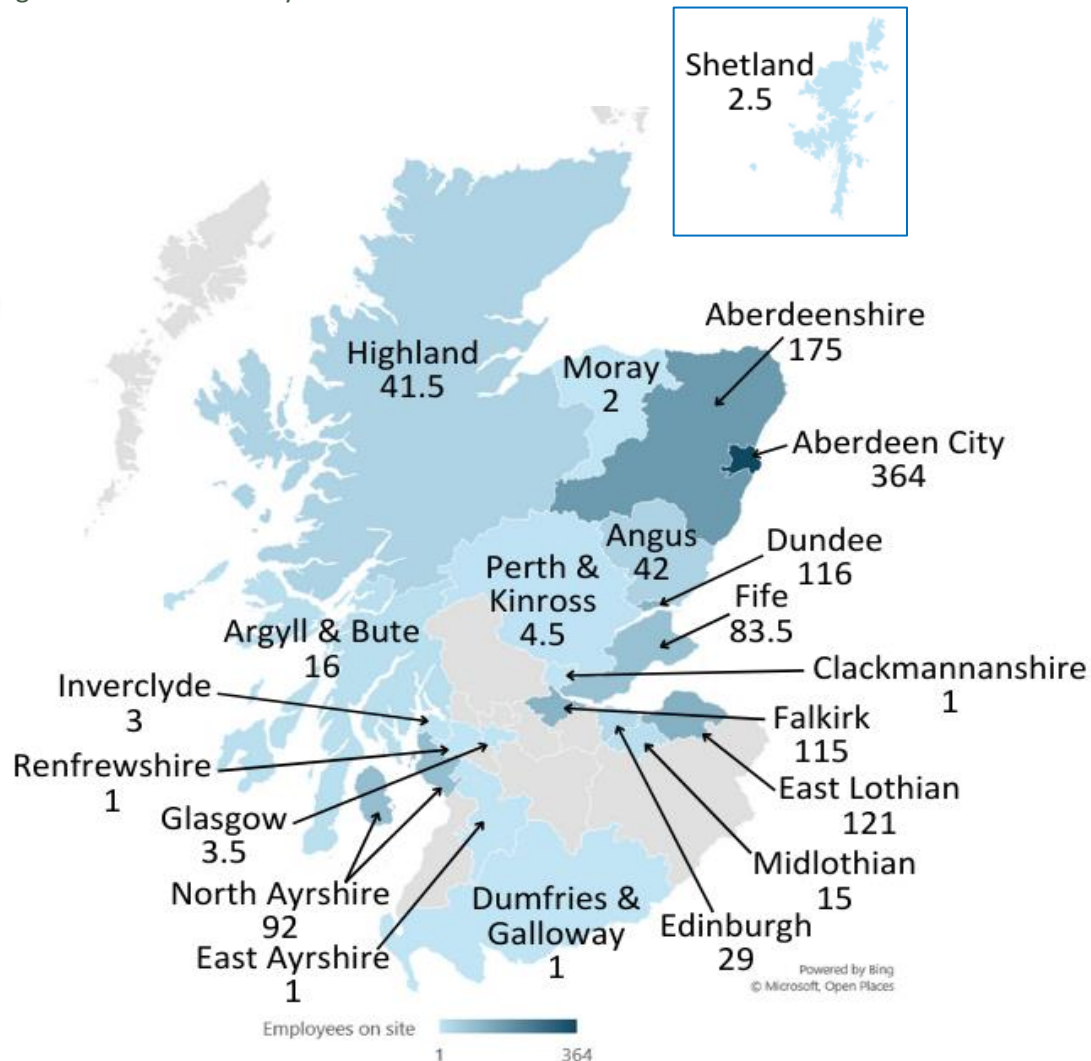 Shetland
2.5
Aberdeenshire
175
Highland
41.5
Moray
2
Aberdeen City
364
Angus
42
Dundee
116
Perth &
Kinross
4.5
Fife
83.5
Argyll & Bute
16
Clackmannanshire
1
Inverclyde
3
Falkirk
115
Renfrewshire
1
East Lothian
121
Glasgow
3.5
Midlothian
15
North Ayrshire
92
Dumfries &
Galloway
1
Edinburgh
29
East Ayrshire
1
Powered by Bing
© Microsoft, Open Places
Employees on site
1
364